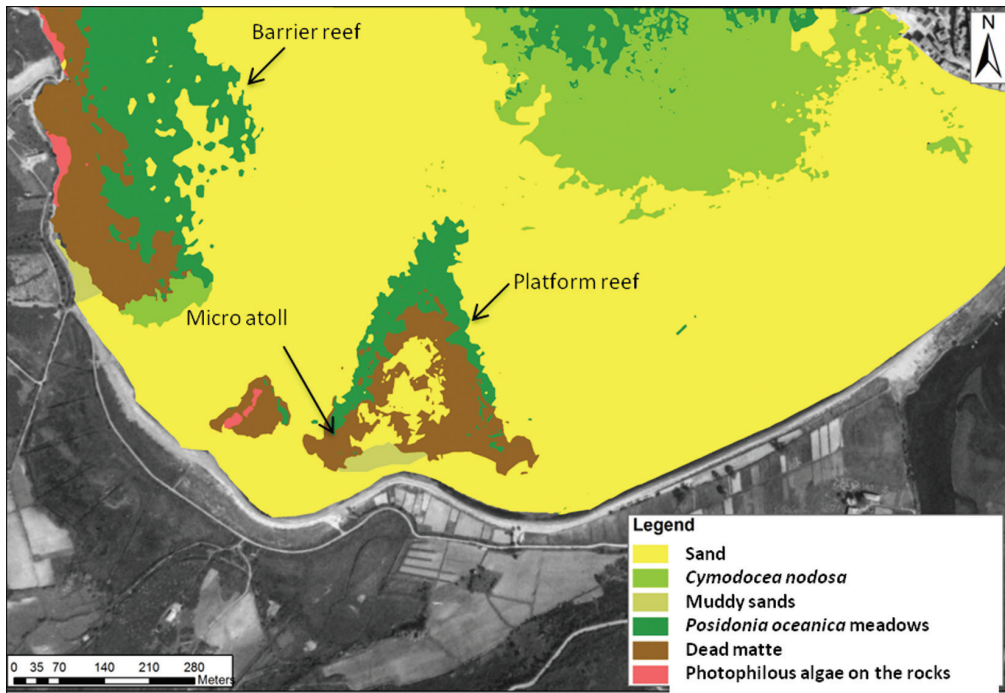 Barrier reef
N
Platform reef
Micro atoll
Legend
Sand
Cymodocea nodosa
Muddy sands
Posidonia oceanica meadows
Dead matte
Photophilous algae on the rocks
0 35 70 140 210 280
Meters